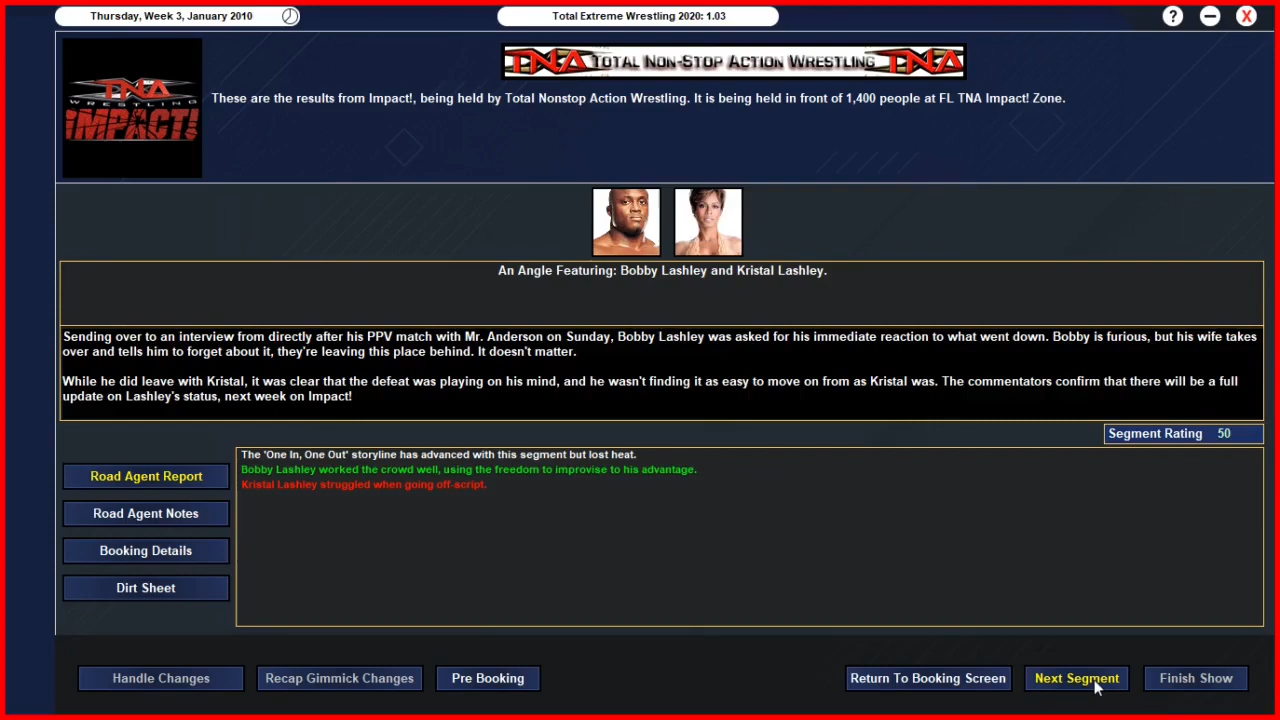 Thursday, Week 3, January 2010
Total Extreme Wrestling 2020: 1.03
?
X
TNA
WRESTLING
iMPACT!
TNA TOTAL NON-STOP ACTION WRESTLING TNA
These are the results from Impact!, being held by Total Nonstop Action Wrestling. It is being held in front of 1,400 people at FL TNA Impact! Zone.
An Angle Featuring: Bobby Lashley and Kristal Lashley.
Sending over to an interview from directly after his PPV match with Mr. Anderson on Sunday, Bobby Lashley was asked for his immediate reaction to what went down. Bobby is furious, but his wife takes
over and tells him to forget about it, they're leaving this place behind. It doesn't matter.
While he did leave with Kristal, it was clear that the defeat was playing on his mind, and he wasn't finding it as easy to move on from as Kristal was. The commentators confirm that there will be a full
update on Lashley's status, next week on Impact!
Segment Rating 50
Road Agent Report
Road Agent Notes
Booking Details
Dirt Sheet
The 'One In, One Out' storyline has advanced with this segment but lost heat.
Bobby Lashley worked the crowd well, using the freedom to improvise to his advantage.
Kristal Lashley struggled when going off-script.
Handle Changes
Recap Gimmick Changes
Pre Booking
Return To Booking Screen
Next Segment
Finish Show